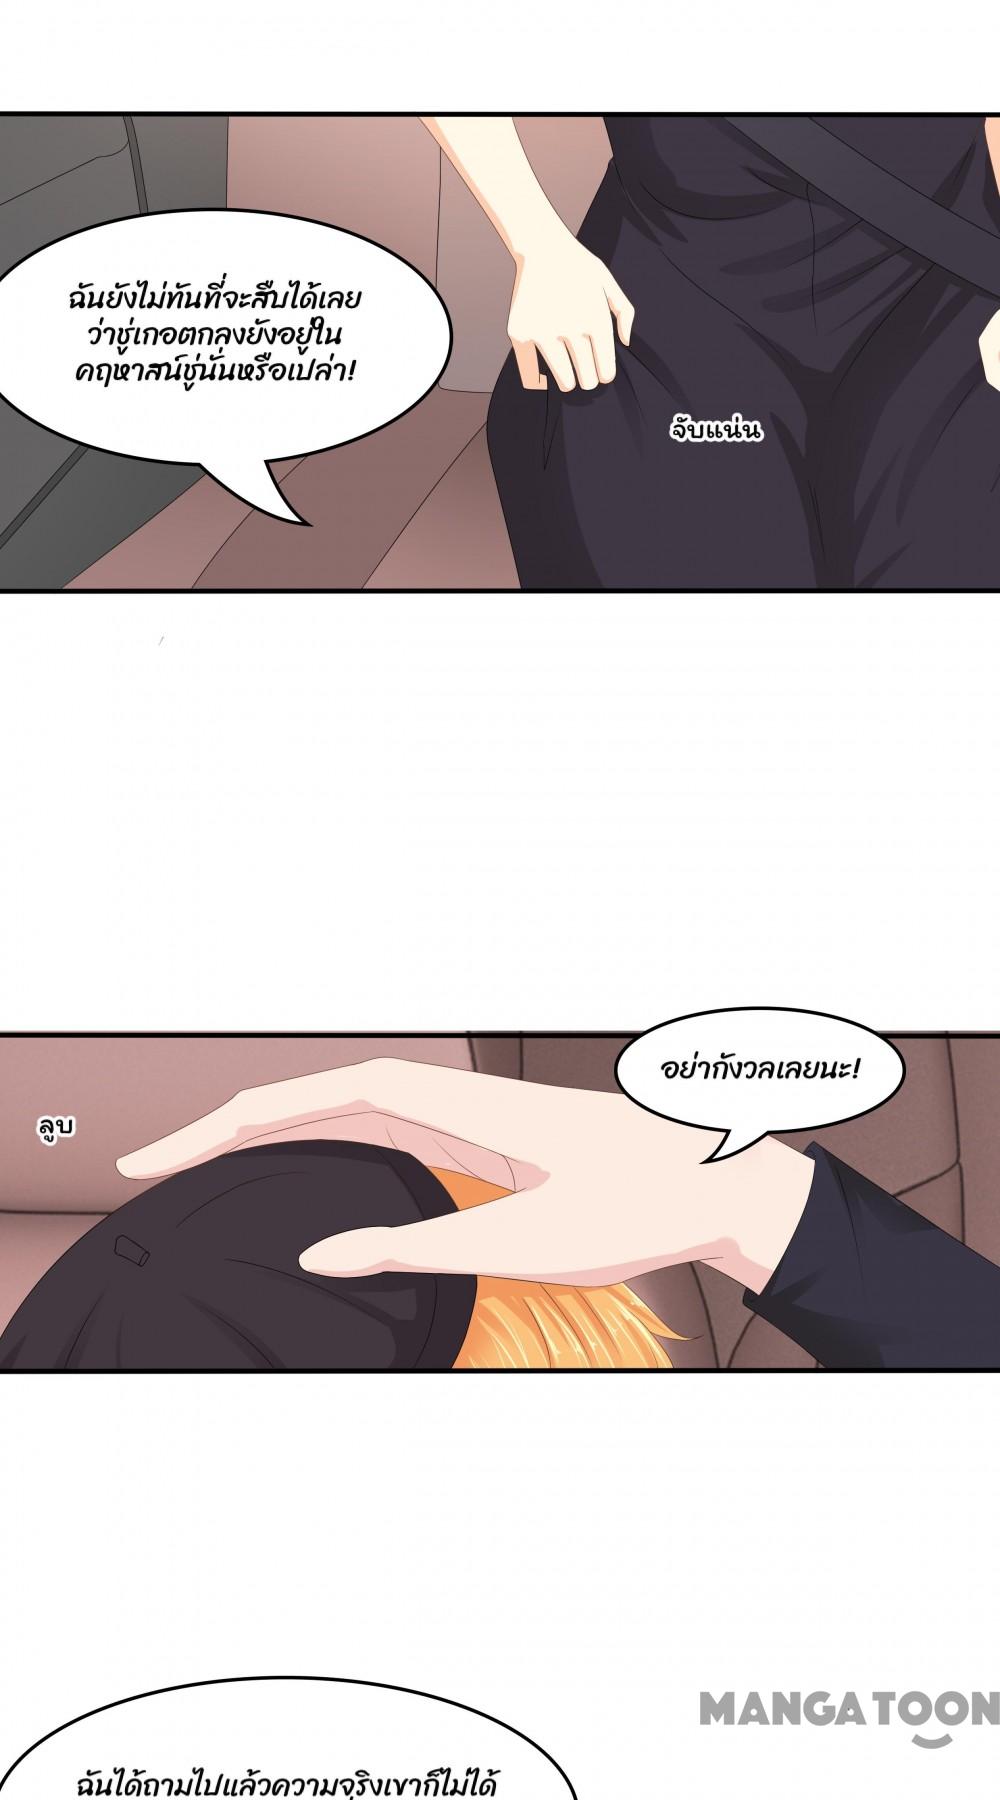 ฉันยังไม่ทันที่จะสืบได้เลย
ว่าชู่เกอตกลงยังอยู่ใน
คฤหาสน์ชู่นั่นหรือเปล่า!
จับแน่น
อย่ากังวลเลยนะ!
ลูบ
MANGATOON
ฉันได้ถามไปแล้วความจริงเขาก็ไม่ได้